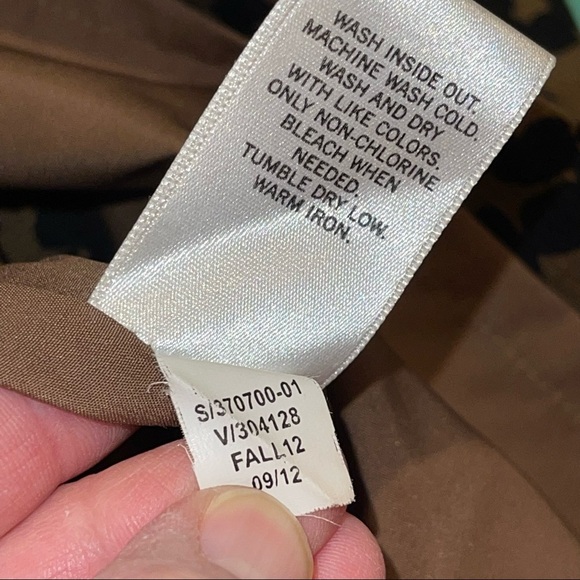 WASH INSIDE OUT.
MACHINE WASH COLD.
WASH AND DRY
WITH LIKE COLORS.
ONLY NON-CHLORINE
BLEACH WHEN
NEEDED.
TUMBLE DRY LOW.
WARM IRON.
S/370700-01
V/304128
FALL12
09/12